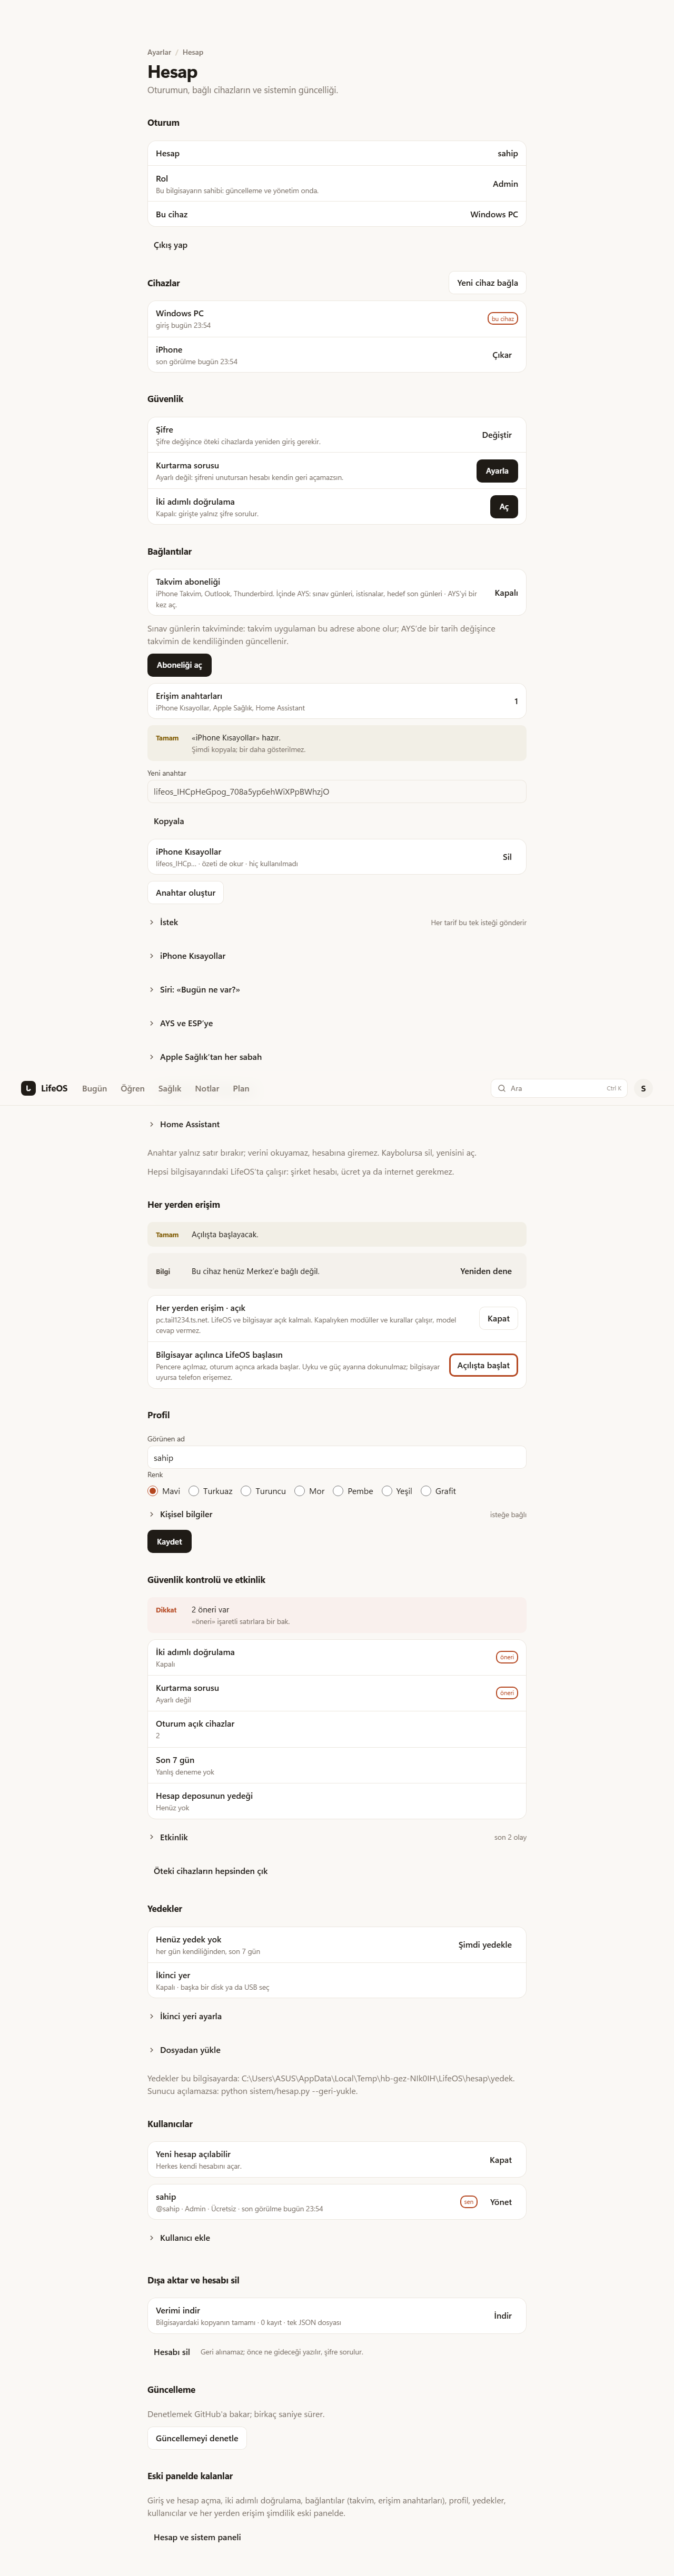 Ayarlar / Hesap
Hesap
Oturumun, bağlı cihazların ve sistemin güncelliği.
Oturum
Hesap sahip
Rol
Bu bilgisayarın sahibi: güncelleme ve yönetim onda.
Admin
Bu cihaz Windows PC
Çıkış yap
Cihazlar
Yeni cihaz bağla
Windows PC
giriş bugün 23:54
bu cihaz
iPhone
son görülme bugün 23:54
Çıkar
Güvenlik
Şifre
Şifre değişince öteki cihazlarda yeniden giriş gerekir.
Değiştir
Kurtarma sorusu
Ayarlı değil: şifreni unutursan hesabı kendin geri açamazsın.
Ayarla
İki adımlı doğrulama
Kapalı: girişte yalnız şifre sorulur.
Aç
Bağlantılar
Takvim aboneliği
iPhone Takvim, Outlook, Thunderbird. İçinde AYS: sınav günleri, istisnalar, hedef son günleri · AYS'yi bir
kez aç.
Kapalı
Sınav günlerin takviminde: takvim uygulaman bu adrese abone olur; AYS'de bir tarih değişince
takvimin de kendiliğinden güncellenir.
Aboneliği aç
Erişim anahtarları
iPhone Kısayollar, Apple Sağlık, Home Assistant
1
Tamam
«iPhone Kısayollar» hazır.
Şimdi kopyala; bir daha gösterilmez.
Yeni anahtar
lifeos_IHCpHeGpog_708a5yp6ehWiXPpBWhzjO
Kopyala
iPhone Kısayollar
lifeos_IHCp… · özeti de okur · hiç kullanılmadı
Sil
Anahtar oluştur
İstek
Her tarif bu tek isteği gönderir
iPhone Kısayollar
Siri: «Bugün ne var?»
AYS ve ESP'ye
Apple Sağlık'tan her sabah
LifeOS Bugün Öğren Sağlık Notlar Plan
Ara Ctrl K
S
Home Assistant
Anahtar yalnız satır bırakır; verini okuyamaz, hesabına giremez. Kaybolursa sil, yenisini aç.
Hepsi bilgisayarındaki LifeOS'ta çalışır: şirket hesabı, ücret ya da internet gerekmez.
Her yerden erişim
Tamam Açılışta başlayacak.
Bilgi Bu cihaz henüz Merkez'e bağlı değil.
Yeniden dene
Her yerden erişim · açık
pc.tail1234.ts.net. LifeOS ve bilgisayar açık kalmalı. Kapalıyken modüller ve kurallar çalışır, model
cevap vermez.
Kapat
Bilgisayar açılınca LifeOS başlasın
Pencere açılmaz, oturum açınca arkada başlar. Uyku ve güç ayarına dokunulmaz; bilgisayar
uyursa telefon erişemez.
Açılışta başlat
Profil
Görünen ad
sahip
Renk
Mavi Turkuaz Turuncu Mor Pembe Yeşil Grafit
Kişisel bilgiler
isteğe bağlı
Kaydet
Güvenlik kontrolü ve etkinlik
Dikkat
2 öneri var
«öneri» işaretli satırlara bir bak.
İki adımlı doğrulama
Kapalı
öneri
Kurtarma sorusu
Ayarlı değil
öneri
Oturum açık cihazlar
2
Son 7 gün
Yanlış deneme yok
Hesap deposunun yedeği
Henüz yok
Etkinlik
son 2 olay
Öteki cihazların hepsinden çık
Yedekler
Henüz yedek yok
her gün kendiliğinden, son 7 gün
Şimdi yedekle
İkinci yer
Kapalı · başka bir disk ya da USB seç
İkinci yeri ayarla
Dosyadan yükle
Yedekler bu bilgisayarda: C:\Users\ASUS\AppData\Local\Temp\hb-gez-NIk0IH\LifeOS\hesap\yedek.
Sunucu açılamazsa: python sistem/hesap.py --geri-yukle.
Kullanıcılar
Yeni hesap açılabilir
Herkes kendi hesabını açar.
Kapat
sahip
@sahip · Admin · Ücretsiz · son görülme bugün 23:54
sen
Yönet
Kullanıcı ekle
Dışa aktar ve hesabı sil
Verimi indir
Bilgisayardaki kopyanın tamamı · 0 kayıt · tek JSON dosyası
İndir
Hesabı sil
Geri alınamaz; önce ne gideceği yazılır, şifre sorulur.
Güncelleme
Denetlemek GitHub'a bakar; birkaç saniye sürer.
Güncellemeyi denetle
Eski panelde kalanlar
Giriş ve hesap açma, iki adımlı doğrulama, bağlantılar (takvim, erişim anahtarları), profil, yedekler,
kullanıcılar ve her yerden erişim şimdilik eski panelde.
Hesap ve sistem paneli